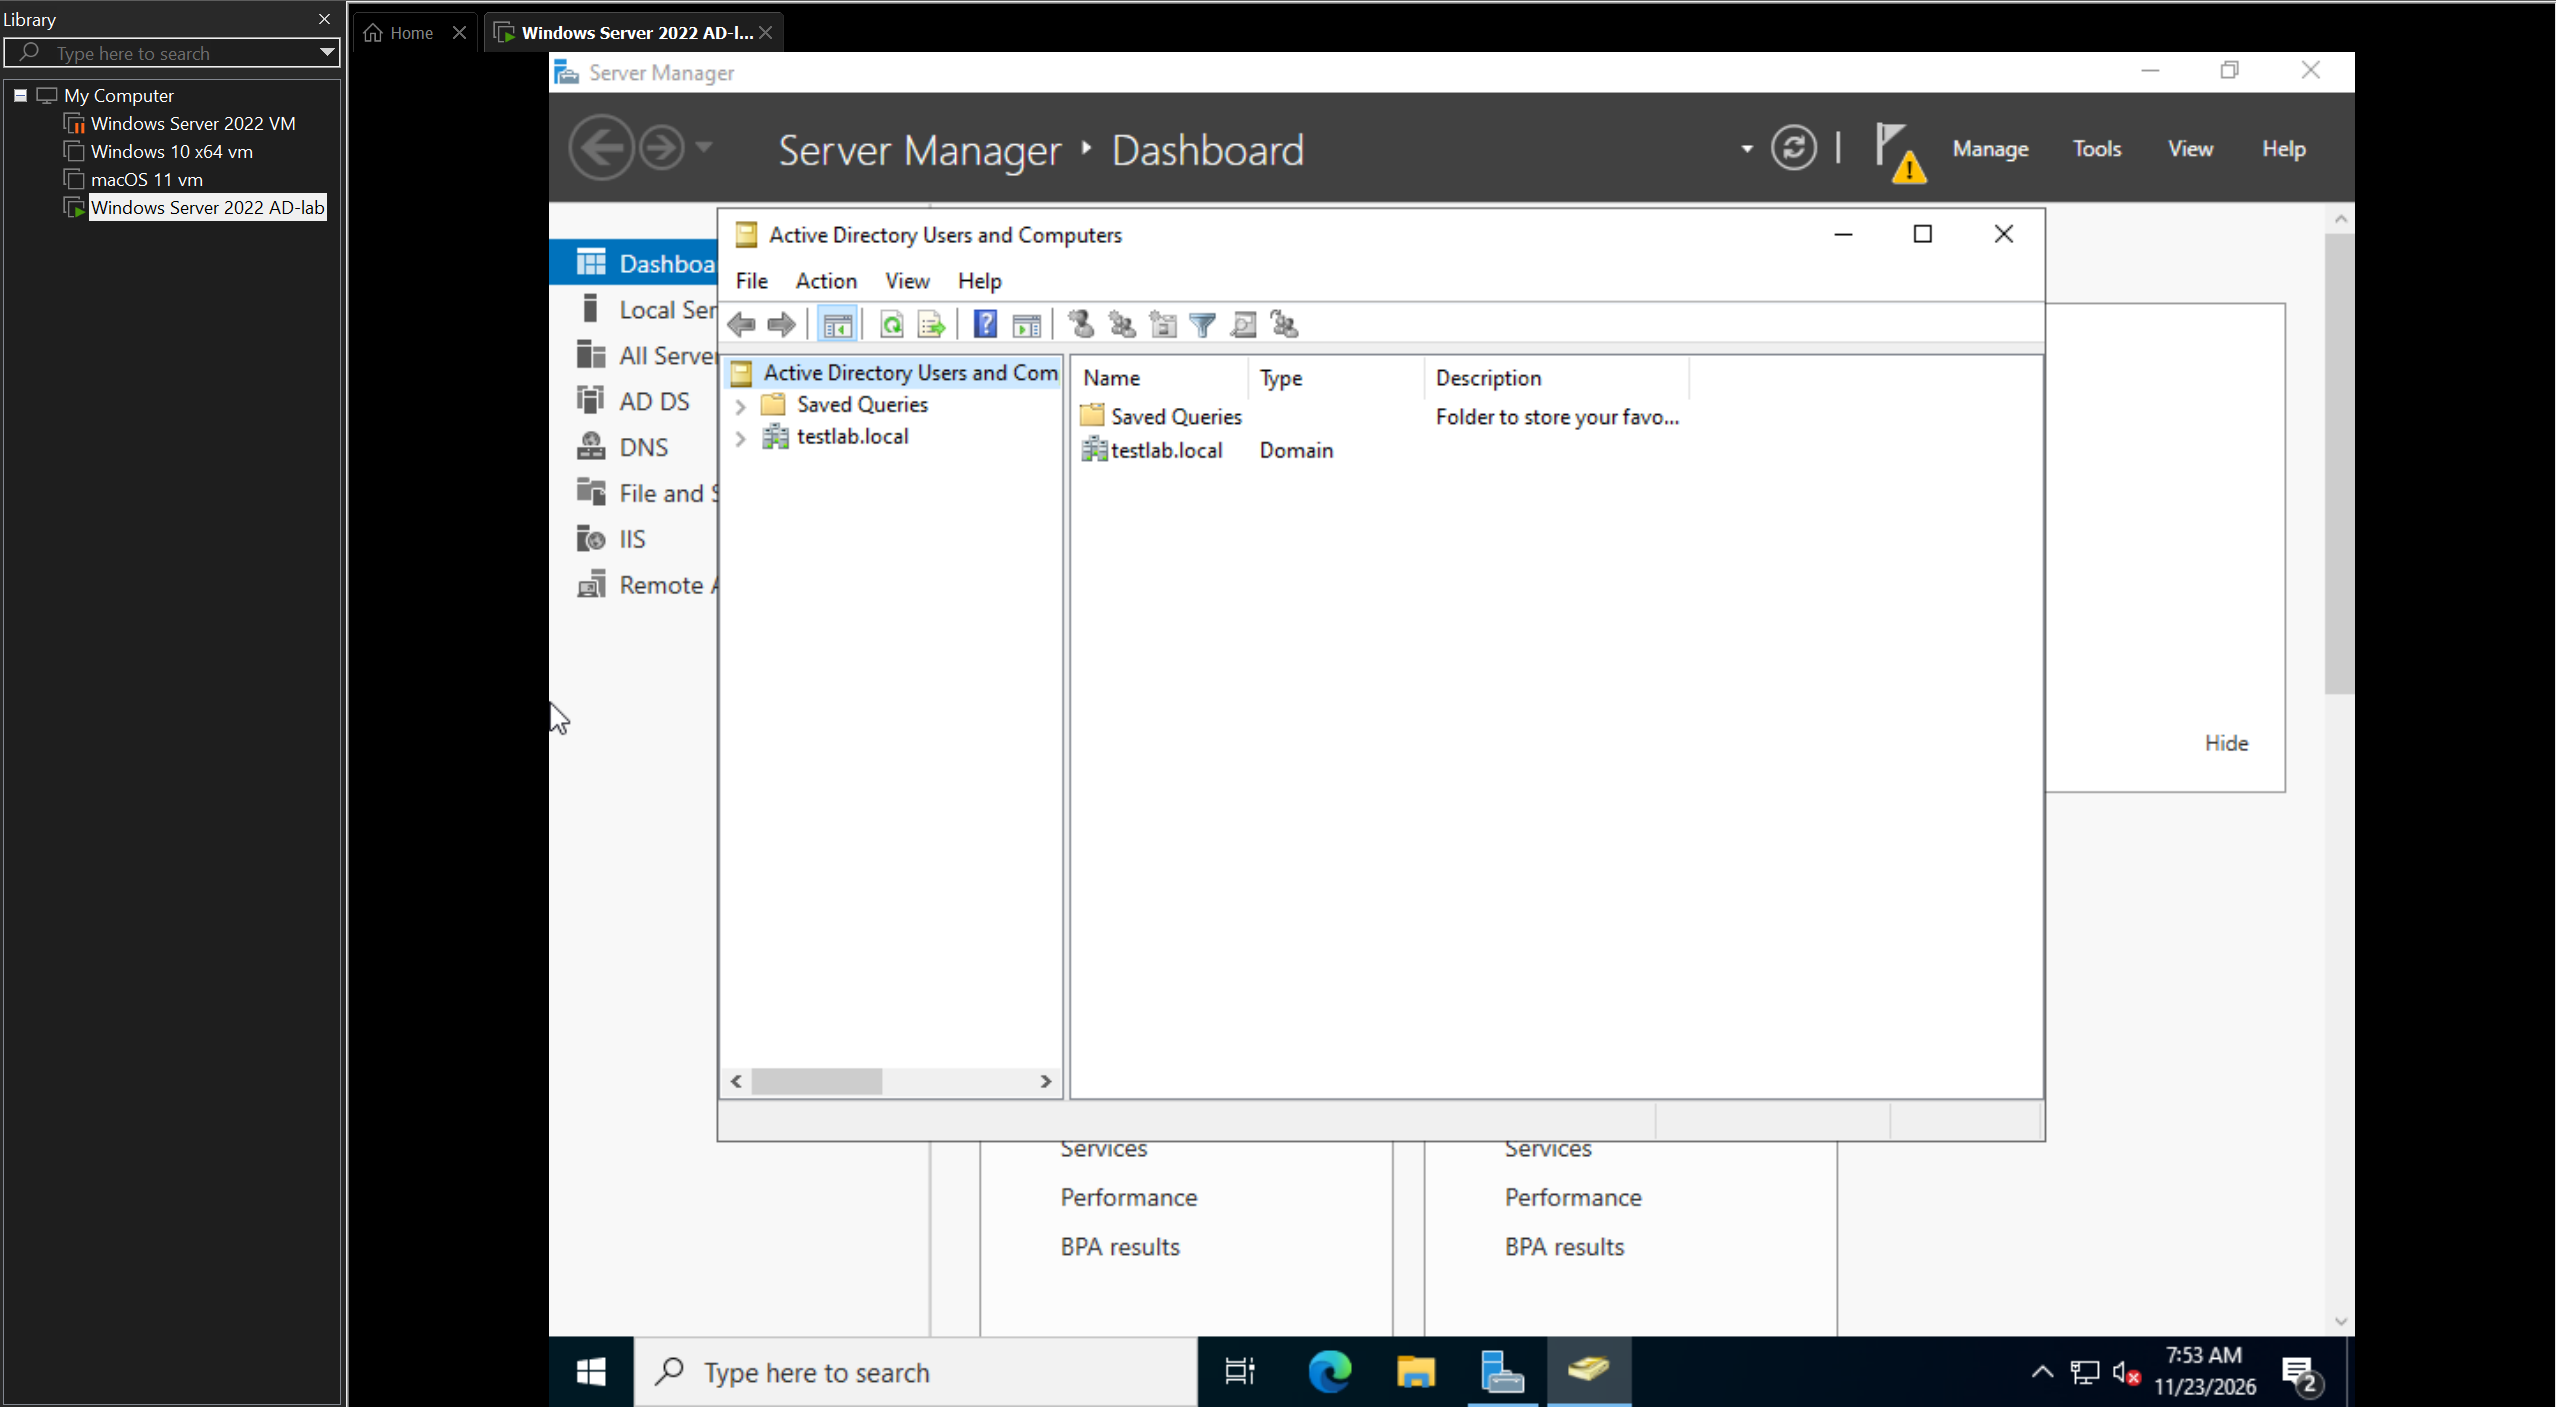 Library
Type here to search
My Computer
Windows Server 2022 VM
Windows 10 x64 vm
macOS 11 vm
Windows Server 2022 AD-lab
Home
Windows Server 2022 AD-l...
Server Manager
Server Manager
Dashboard
Manage
Tools
View
Help
Dashboa
Local Ser
All Server
AD DS
DNS
File and S
IIS
Remote A
Active Directory Users and Computers
File
Action
View
Help
Active Directory Users and Com
Saved Queries
testlab.local
Name
Type
Description
Saved Queries
Folder to store your favo...
testlab.local
Domain
Hide
Services
Performance
BPA results
Services
Performance
BPA results
Type here to search
7:53 AM
11/23/2026
2